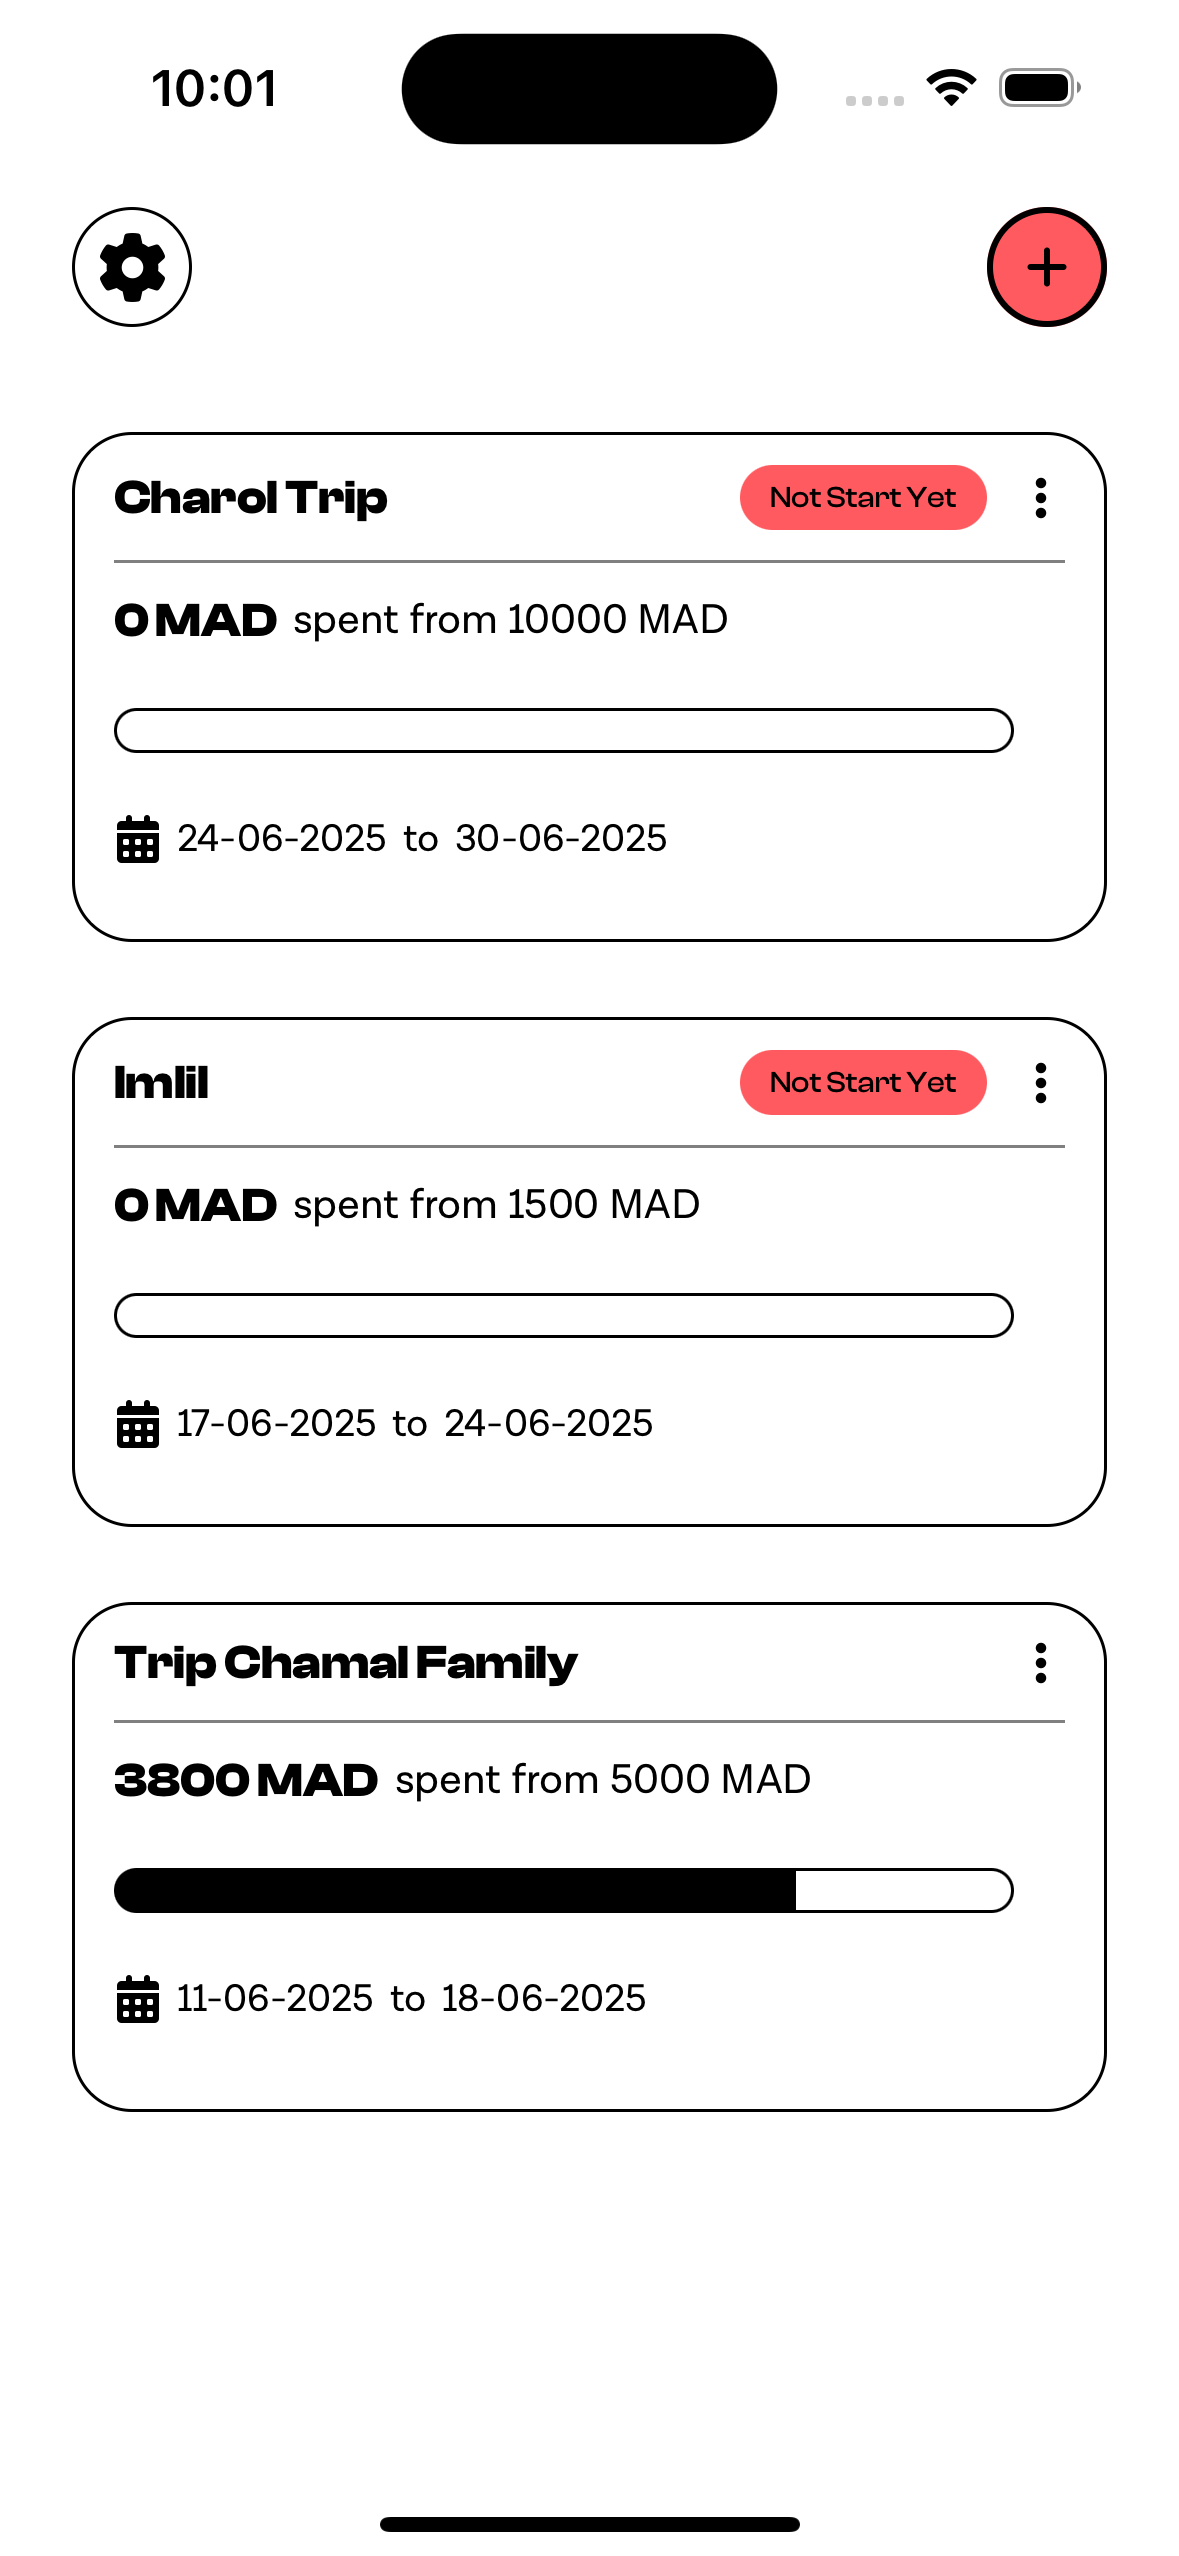 10:01
Charol Trip Not Start Yet
0 MAD spent from 10000 MAD
24-06-2025 to 30-06-2025
Imlil Not Start Yet
0 MAD spent from 1500 MAD
17-06-2025 to 24-06-2025
Trip Chamal Family
3800 MAD spent from 5000 MAD
11-06-2025 to 18-06-2025